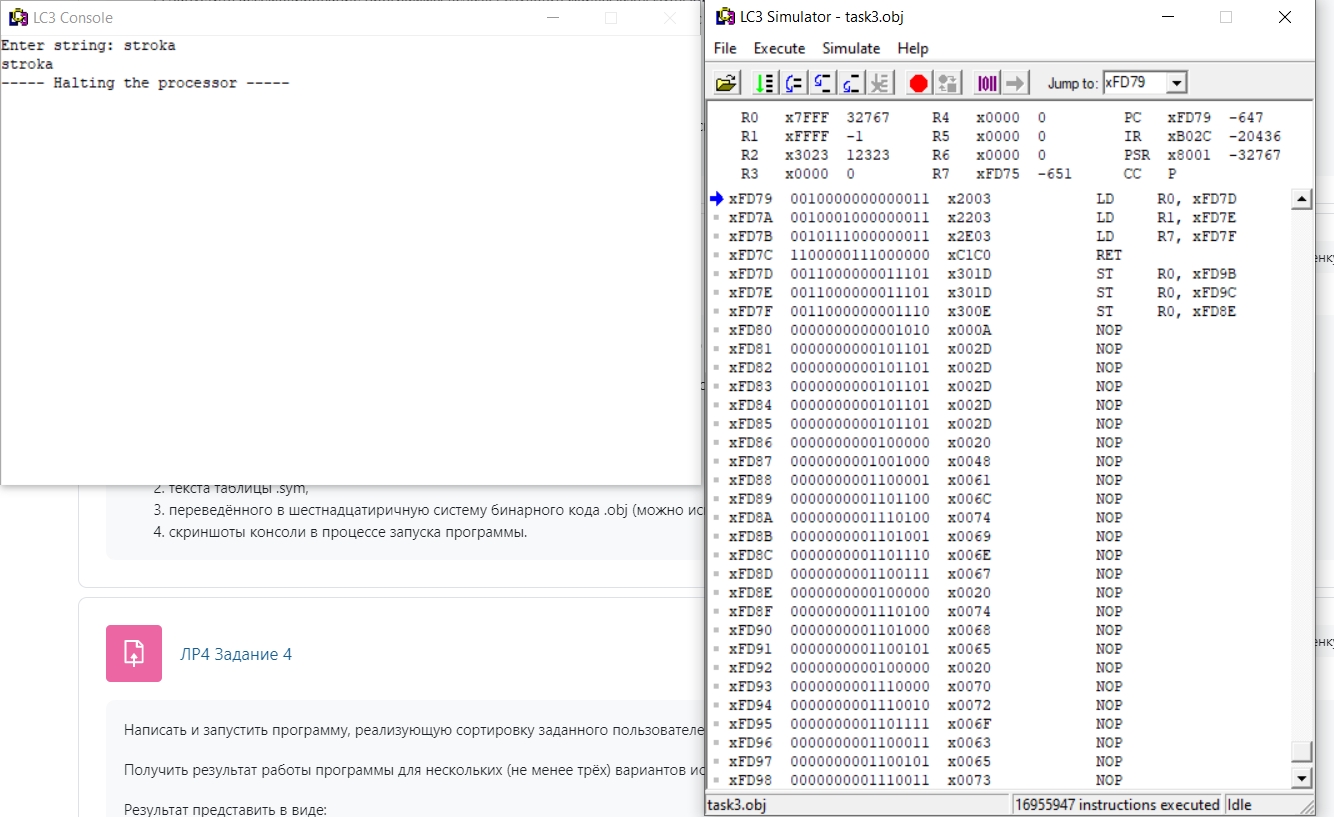 LC3 Console
Enter string: stroka
stroka
----- Halting the processor -----
2. текста таблицы .sym,
3. переведённого в шестнадцатиричную систему бинарного кода .obj (можно ис
4. скриншоты консоли в процессе запуска программы.
ЛР4 Задание 4
Написать и запустить программу, реализующую сортировку заданного пользователе
Получить результат работы программы для нескольких (не менее трёх) вариантов ис
Результат представить в виде:
LC3 Simulator - task3.obj
File Execute Simulate Help
Jump to: xFD79
R0 x7FFF 32767 R4 x0000 0 PC xFD79 -647
R1 xFFFF -1 R5 x0000 0 IR xB02C -20436
R2 x3023 12323 R6 x0000 0 PSR x8001 -32767
R3 x0000 0 R7 xFD75 -651 CC P
xFD79 0010000000000011 x2003 LD R0, xFD7D
xFD7A 0010001000000011 x2203 LD R1, xFD7E
xFD7B 0010111000000011 x2E03 LD R7, xFD7F
xFD7C 1100000111000000 xC1C0 RET
xFD7D 0011000000011101 x301D ST R0, xFD9B
xFD7E 0011000000011101 x301D ST R0, xFD9C
xFD7F 0011000000001110 x300E ST R0, xFD8E
xFD80 0000000000001010 x000A NOP
xFD81 0000000000101101 x002D NOP
xFD82 0000000000101101 x002D NOP
xFD83 0000000000101101 x002D NOP
xFD84 0000000000101101 x002D NOP
xFD85 0000000000101101 x002D NOP
xFD86 0000000000100000 x0020 NOP
xFD87 0000000001001000 x0048 NOP
xFD88 0000000001100001 x0061 NOP
xFD89 0000000001101100 x006C NOP
xFD8A 0000000001110100 x0074 NOP
xFD8B 0000000001101001 x0069 NOP
xFD8C 0000000001101110 x006E NOP
xFD8D 0000000001100111 x0067 NOP
xFD8E 0000000000100000 x0020 NOP
xFD8F 0000000001110100 x0074 NOP
xFD90 0000000001101000 x0068 NOP
xFD91 0000000001100101 x0065 NOP
xFD92 0000000000100000 x0020 NOP
xFD93 0000000001110000 x0070 NOP
xFD94 0000000001110010 x0072 NOP
xFD95 0000000001101111 x006F NOP
xFD96 0000000001100011 x0063 NOP
xFD97 0000000001100101 x0065 NOP
xFD98 0000000001110011 x0073 NOP
task3.obj 16955947 instructions executed Idle